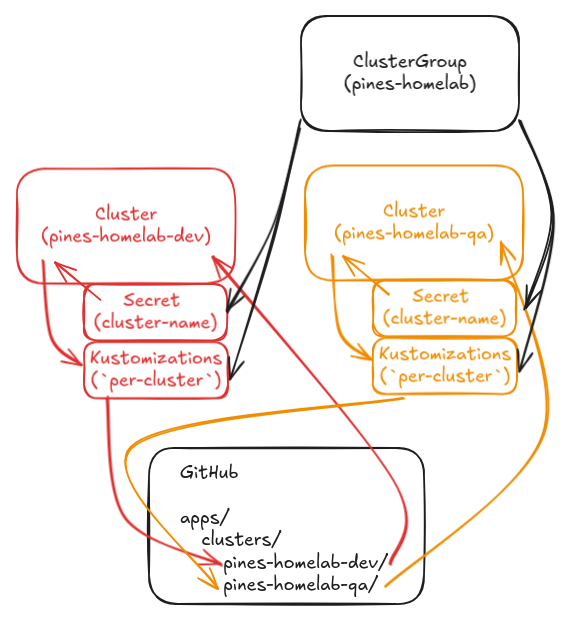 ClusterGroup
(pines-homelab)
Cluster
(pines-homelab-dev)
Secret
(cluster-name)
Kustomizations
(`per-cluster`)
Cluster
(pines-homelab-qa)
Secret
(cluster-name)
Kustomizations
(`per-cluster`)
GitHub
apps/
clusters/
pines-homelab-dev/
pines-homelab-qa/